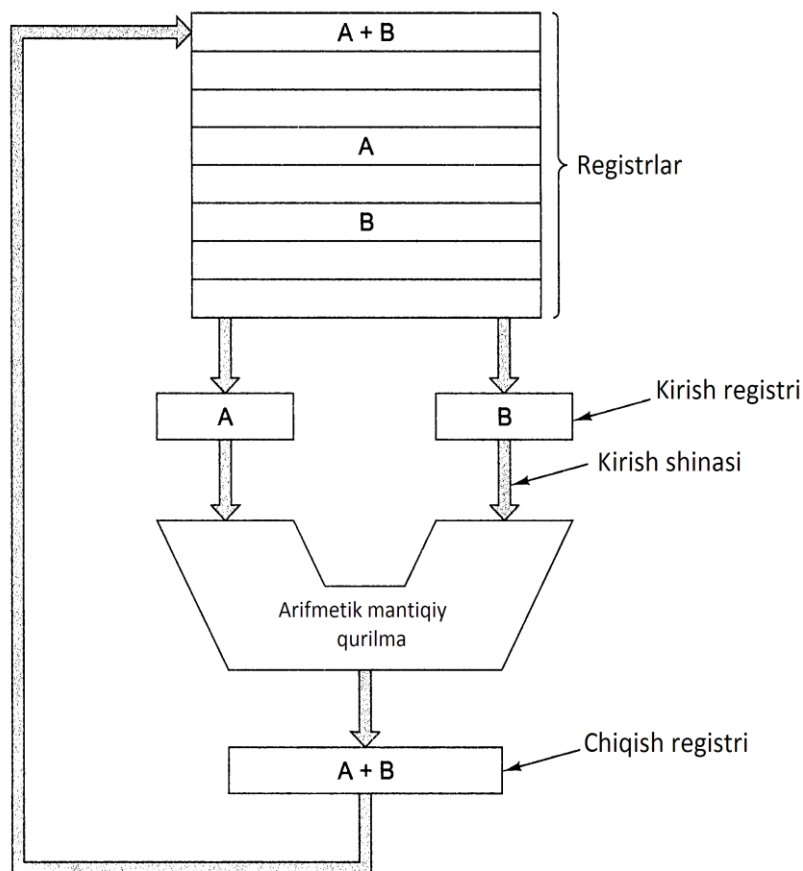 A + B
A
Registrlar
B
Kirish registri
A
B
Kirish shinasi
Arifmetik mantiqiy
qurilma
Chiqish registri
A + B